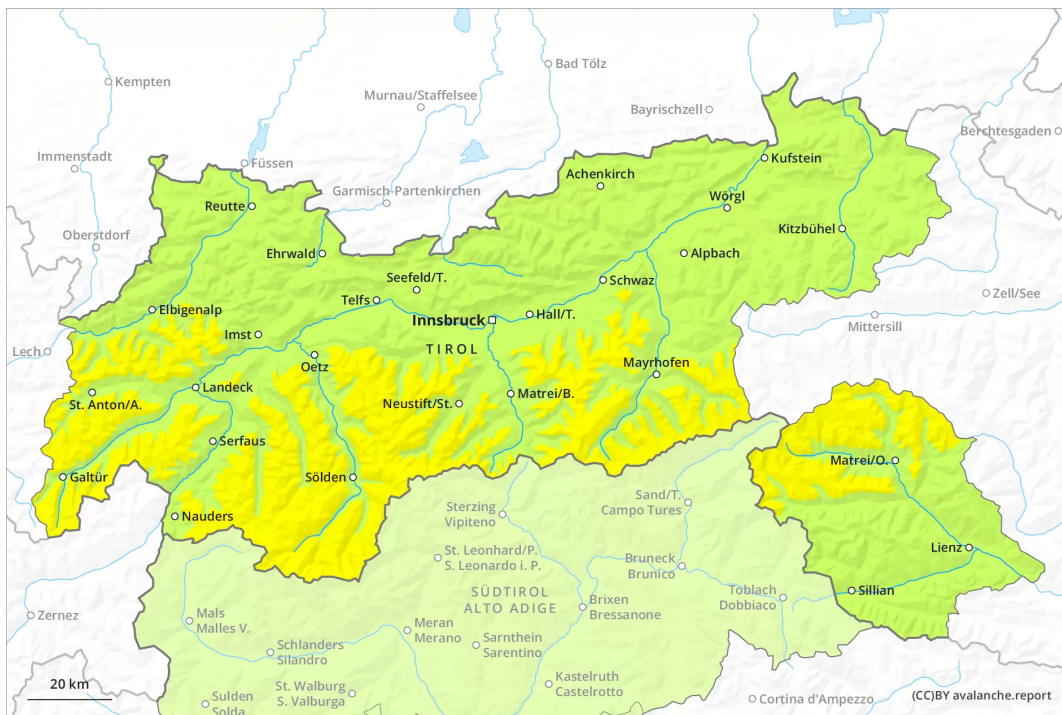 Kempten
Bad Tölz
Murnau/Staffelsee
Bayrischzell
Berchtesgaden
Immenstadt
Füssen
Kufstein
Garmisch-Partenkirchen
Achenkirch
Reutte
Wörgl
Oberstdorf
Kitzbühel
Ehrwald
Alpbach
Seefeld/T.
Schwaz
Telfs
Zell/See
Elbigenalp
Innsbruck
Hall/T.
Mittersill
Imst
TIROL
Lech
Oetz
Mayrhofen
Landeck
St. Anton/A.
Neustift/St.
Matrei/B.
Serfaus
Matrei/O.
Galtür
Sölden
Sand/T.
Campo Tures
Sterzing
Vipiteno
Nauders
Lienz
St. Leonhard/P.
S. Leonardo i. P.
Bruneck
Brunico
SÜDTIROL
ALTO ADIGE
Toblach
Dobbiaco
Sillian
Brixen
Bressanone
Zernez
Mals
Malles V.
Meran
Merano
Sarnthein
Sarentino
Schlanders
Silandro
20 km
St. Walburg
S. Valburga
Kastelruth
Castelrotto
Sulden
Solda
Cortina d'Ampezzo
(CC)BY avalanche.report